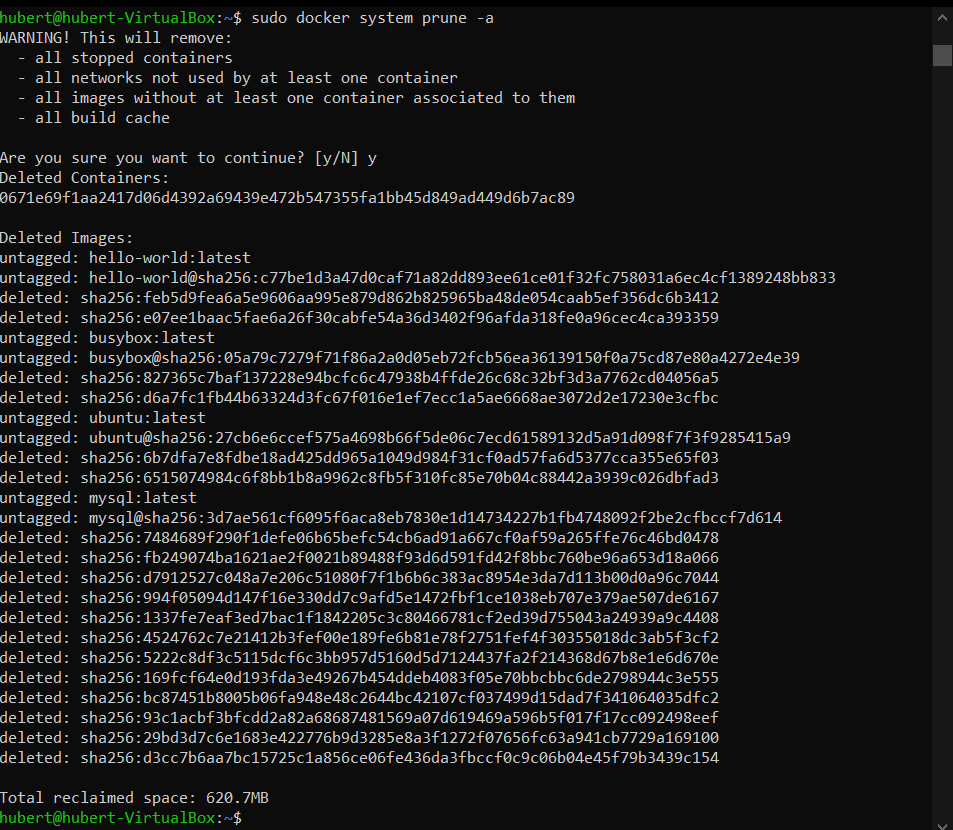 hubert@hubert-VirtualBox:~$ sudo docker system prune -a
WARNING! This will remove:
  - all stopped containers
  - all networks not used by at least one container
  - all images without at least one container associated to them
  - all build cache

Are you sure you want to continue? [y/N] y
Deleted Containers:
0671e69f1aa2417d06d4392a69439e472b547355fa1bb45d849ad449d6b7ac89

Deleted Images:
untagged: hello-world:latest
untagged: hello-world@sha256:c77be1d3a47d0caf71a82dd893ee61ce01f32fc758031a6ec4cf1389248bb833
deleted: sha256:feb5d9fea6a5e9606aa995e879d862b825965ba48de054caab5ef356dc6b3412
deleted: sha256:e07ee1baac5fae6a26f30cabfe54a36d3402f96afda318fe0a96cec4ca393359
untagged: busybox:latest
untagged: busybox@sha256:05a79c7279f71f86a2a0d05eb72fcb56ea36139150f0a75cd87e80a4272e4e39
deleted: sha256:827365c7baf137228e94bcfc6c47938b4ffde26c68c32bf3d3a7762cd04056a5
deleted: sha256:d6a7fc1fb44b63324d3fc67f016e1ef7ecc1a5ae6668ae3072d2e17230e3cfbc
untagged: ubuntu:latest
untagged: ubuntu@sha256:27cb6e6ccef575a4698b66f5de06c7ecd61589132d5a91d098f7f3f9285415a9
deleted: sha256:6b7dfa7e8fdbe18ad425dd965a1049d984f31cf0ad57fa6d5377cca355e65f03
deleted: sha256:6515074984c6f8bb1b8a9962c8fb5f310fc85e70b04c88442a3939c026dbfad3
untagged: mysql:latest
untagged: mysql@sha256:3d7ae561cf6095f6aca8eb7830e1d14734227b1fb4748092f2be2cfbccf7d614
deleted: sha256:7484689f290f1defe06b65befc54cb6ad91a667cf0af59a265ffe76c46bd0478
deleted: sha256:fb249074ba1621ae2f0021b89488f93d6d591fd42f8bbc760be96a653d18a066
deleted: sha256:d7912527c048a7e206c51080f7f1b6b6c383ac8954e3da7d113b00d0a96c7044
deleted: sha256:994f05094d147f16e330dd7c9afd5e1472fbf1ce1038eb707e379ae507de6167
deleted: sha256:1337fe7eaf3ed7bac1f1842205c3c80466781cf2ed39d755043a24939a9c4408
deleted: sha256:4524762c7e21412b3fef00e189fe6b81e78f2751fef4f30355018dc3ab5f3cf2
deleted: sha256:5222c8df3c5115dcf6c3bb957d5160d5d7124437fa2f214368d67b8e1e6d670e
deleted: sha256:169fcf64e0d193fda3e49267b454ddeb4083f05e70bbcbbc6de2798944c3e555
deleted: sha256:bc87451b8005b06fa948e48c2644bc42107cf037499d15dad7f341064035dfc2
deleted: sha256:93c1acbf3bfcdd2a82a68687481569a07d619469a596b5f017f17cc092498eef
deleted: sha256:29bd3d7c6e1683e422776b9d3285e8a3f1272f07656fc63a941cb7729a169100
deleted: sha256:d3cc7b6aa7bc15725c1a856ce06fe436da3fbccf0c9c06b04e45f79b3439c154

Total reclaimed space: 620.7MB
hubert@hubert-VirtualBox:~$